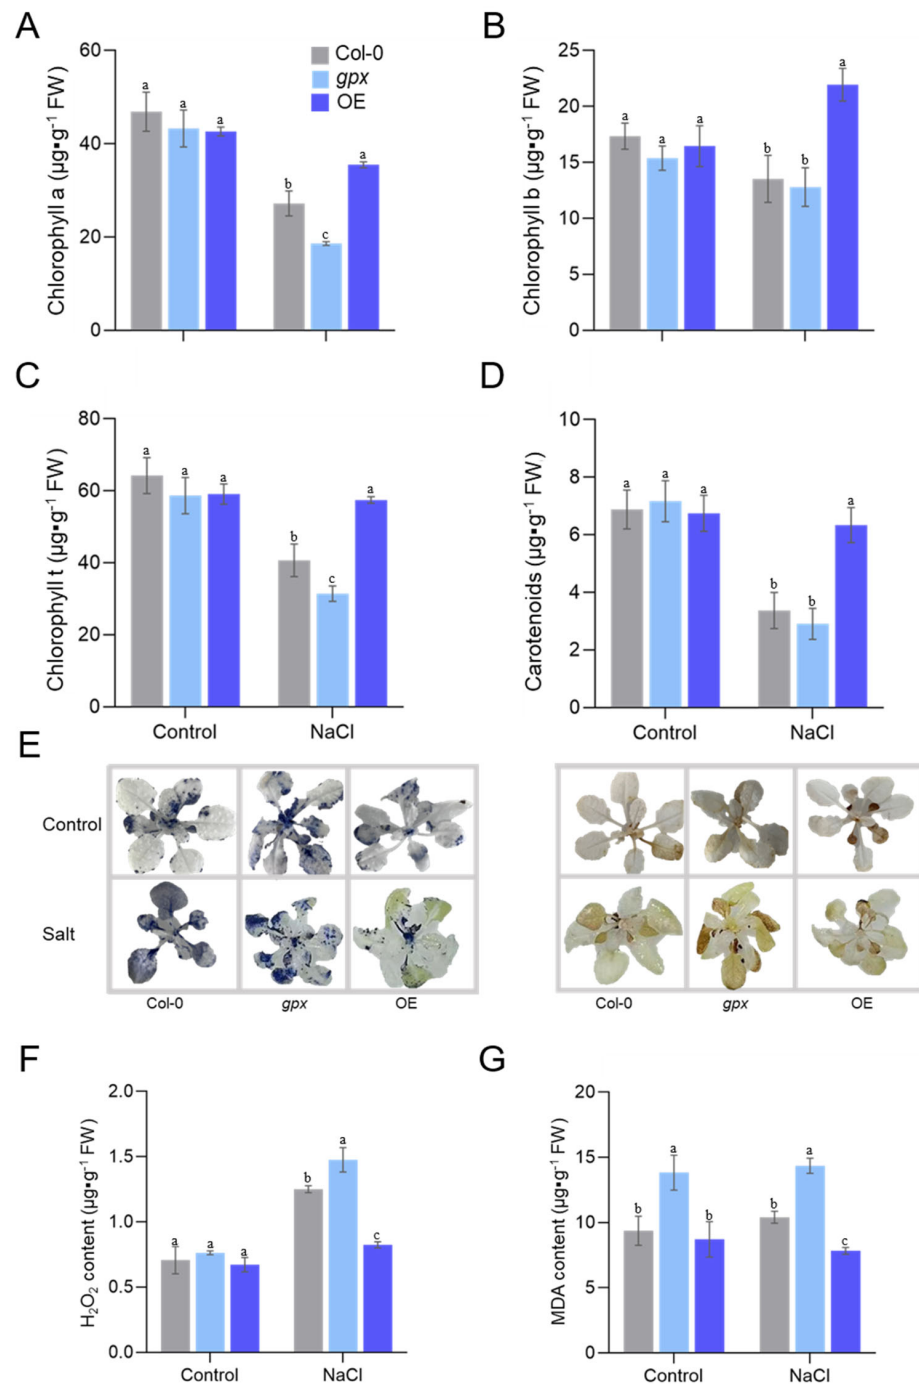 A
Chlorophyll a (µg▪g⁻¹ FW)
60
40
20
0
a
a
a
b
c
a
Col-0
gpx
OE
B
Chlorophyll b (µg▪g⁻¹ FW)
25
20
15
10
5
0
a
a
a
b
b
a
C
Chlorophyll t (µg▪g⁻¹ FW)
80
60
40
20
0
a
a
a
b
c
a
Control
NaCl
D
Carotenoids (µg▪g⁻¹ FW)
10
8
6
4
2
0
a
a
a
b
b
a
Control
NaCl
E
Control
Salt
Col-0
gpx
OE
Col-0
gpx
OE
F
H₂O₂ content (µg▪g⁻¹ FW)
2.0
1.5
1.0
0.5
0.0
a
a
a
b
a
c
Control
NaCl
G
MDA content (µg▪g⁻¹ FW)
20
15
10
5
0
b
a
b
b
a
c
Control
NaCl